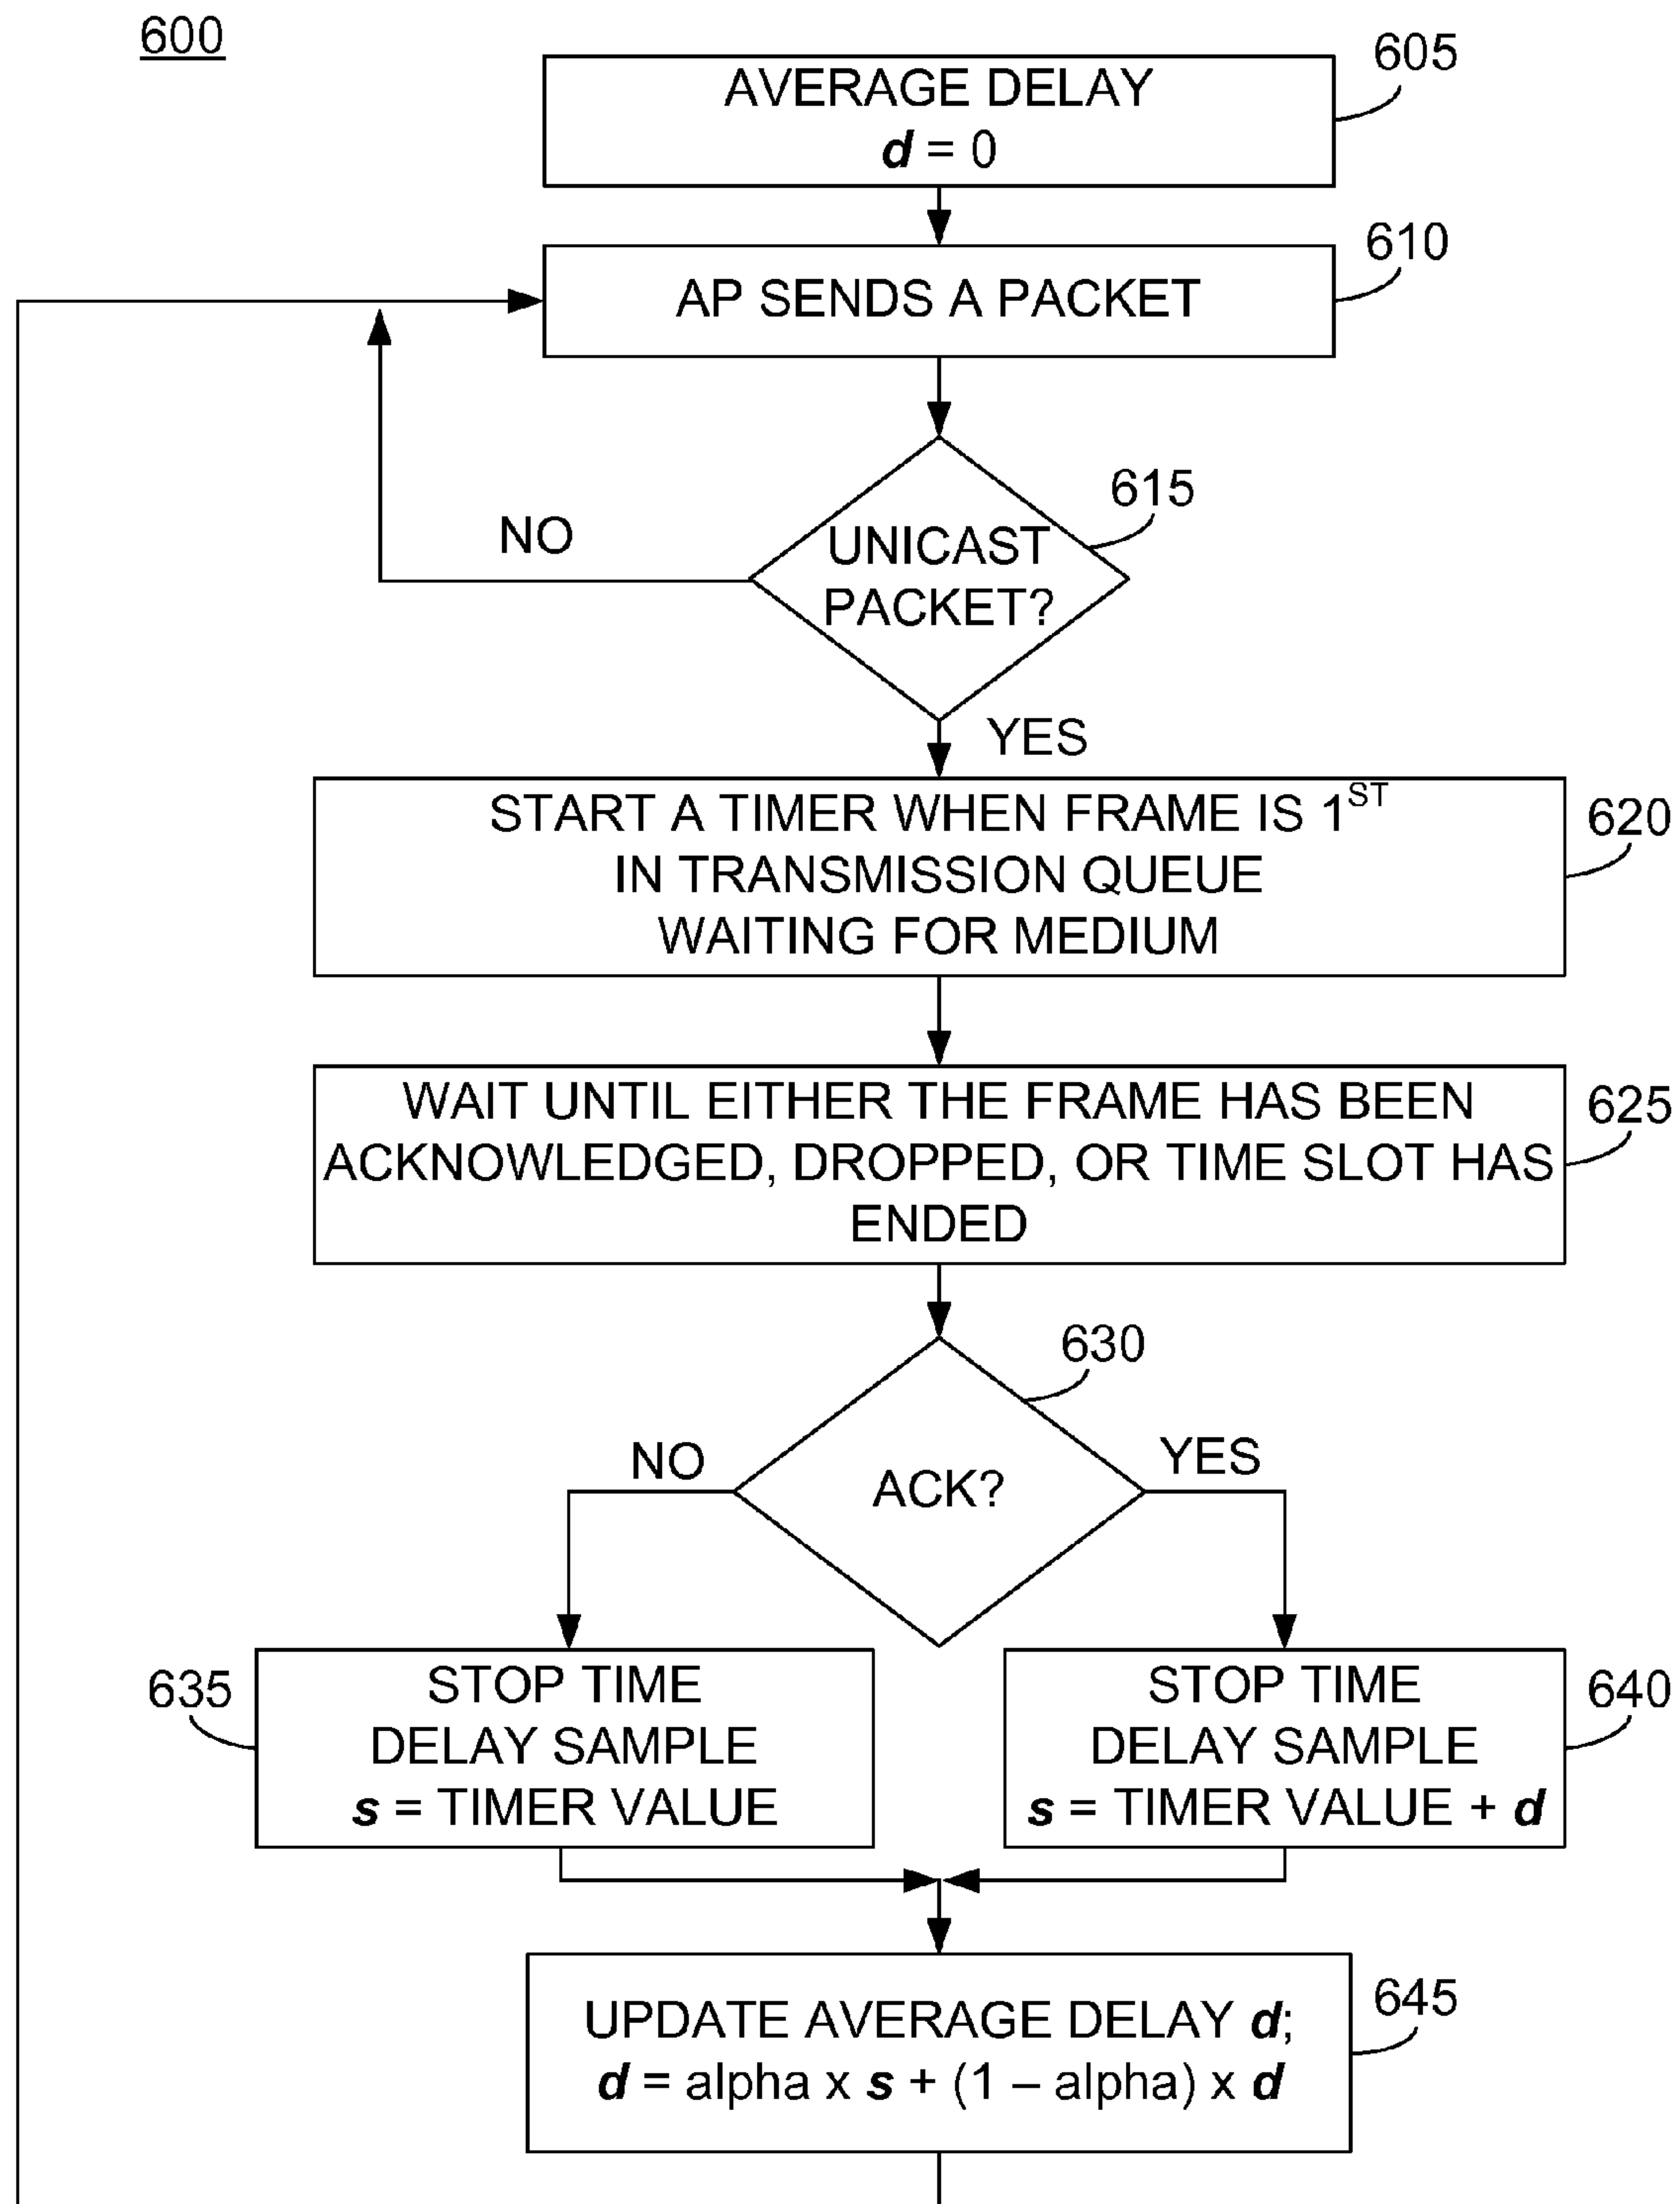 600
605
AVERAGE DELAY
d = 0
610
AP SENDS A PACKET
615
NO
UNICAST
PACKET?
YES
START A TIMER WHEN FRAME IS 1ST
IN TRANSMISSION QUEUE
WAITING FOR MEDIUM
620
WAIT UNTIL EITHER THE FRAME HAS BEEN
ACKNOWLEDGED, DROPPED, OR TIME SLOT HAS
ENDED
625
630
NO
ACK?
YES
635
STOP TIME
DELAY SAMPLE
s = TIMER VALUE
STOP TIME
DELAY SAMPLE
s = TIMER VALUE + d
640
UPDATE AVERAGE DELAY d;
d = alpha x s + (1 – alpha) x d
645